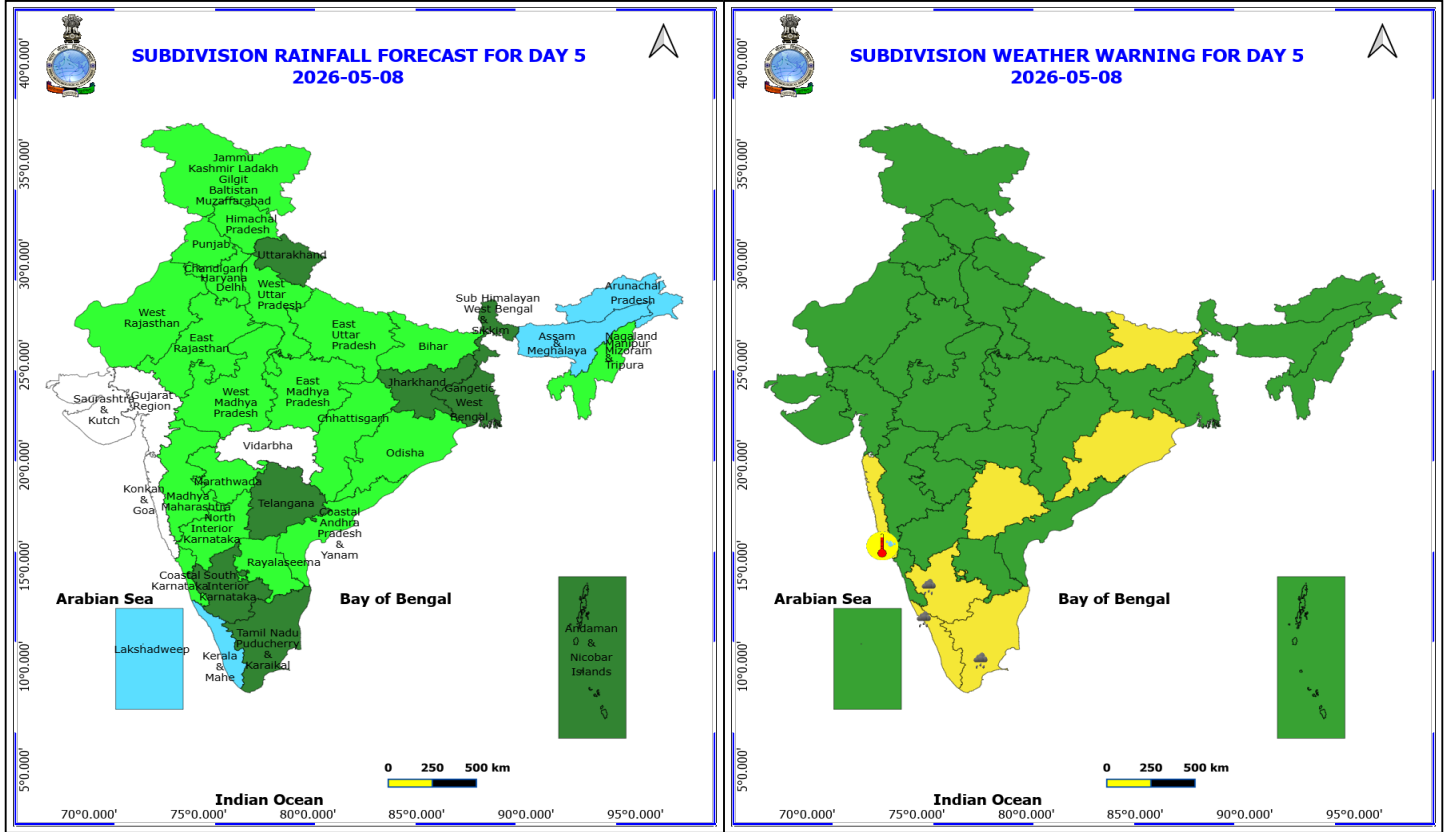 SUBDIVISION RAINFALL FORECAST FOR DAY 5
2026-05-08
40°0.000'
35°0.000'
30°0.000'
25°0.000'
20°0.000'
15°0.000'
10°0.000'
5°0.000'
Jammu
Kashmir Ladakh
Gilgit
Baltistan
Muzaffarabad
Himachal
Pradesh
Punjab
Uttarakhand
Chandigarh
Haryana
Delhi
West
Uttar
Pradesh
Arunachal
Pradesh
Sub Himalayan
West Bengal
&
Sikkim
West
Rajasthan
East
Rajasthan
East
Uttar
Pradesh
Bihar
Assam
&
Meghalaya
Nagaland
Manipur
Mizoram
&
Tripura
Saurashtra
&
Kutch
Gujarat
Region
West
Madhya
Pradesh
East
Madhya
Pradesh
Jharkhand
Gangetic
West
Bengal
Chhattisgarh
Vidarbha
Odisha
Konkan
&
Goa
Madhya
Maharashtra
Marathwada
Telangana
North
Interior
Karnataka
Coastal
Andhra
Pradesh
&
Yanam
Rayalaseema
Coastal
Karnataka
South
Interior
Karnataka
Arabian Sea
Bay of Bengal
Lakshadweep
Kerala
&
Mahe
Tamil Nadu
Puducherry
&
Karaikal
Andaman
&
Nicobar
Islands
0 250 500 km
Indian Ocean
70°0.000' 75°0.000' 80°0.000' 85°0.000' 90°0.000' 95°0.000'
SUBDIVISION WEATHER WARNING FOR DAY 5
2026-05-08
40°0.000'
35°0.000'
30°0.000'
25°0.000'
20°0.000'
15°0.000'
10°0.000'
5°0.000'
Arabian Sea
Bay of Bengal
0 250 500 km
Indian Ocean
70°0.000' 75°0.000' 80°0.000' 85°0.000' 90°0.000' 95°0.000'